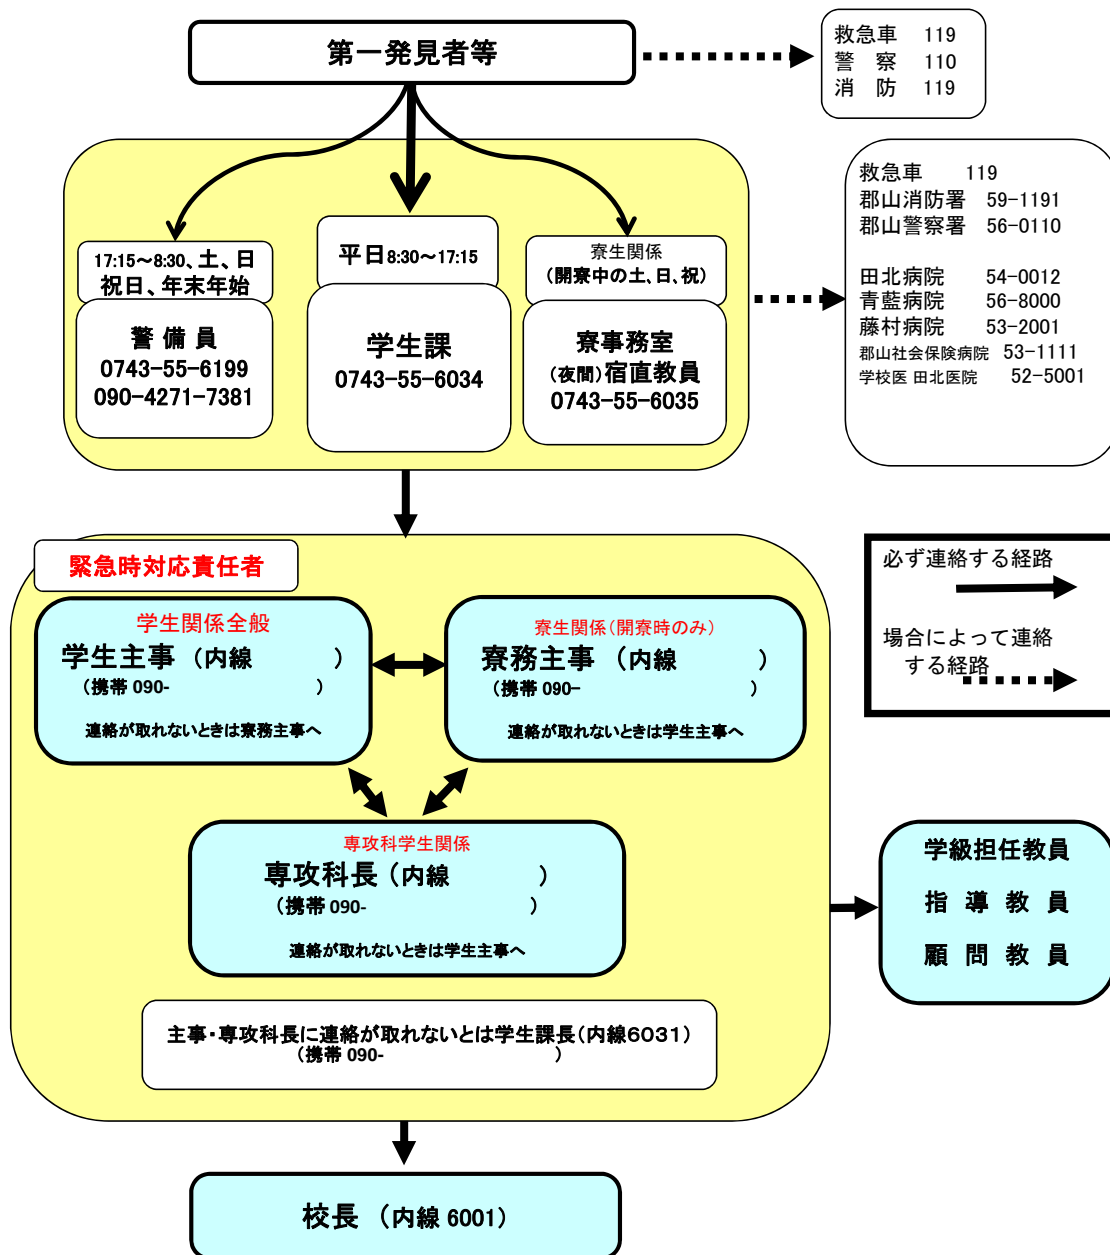 第一発見者等
救急車 119
警 察 110
消 防 119
17:15～8:30、土、日
祝日、年末年始
警 備 員
0743-55-6199
090-4271-7381
平日8:30～17:15
学生課
0743-55-6034
寮生関係
(開寮中の土、日、祝)
寮事務室
(夜間)宿直教員
0743-55-6035
救急車 119
郡山消防署 59-1191
郡山警察署 56-0110
田北病院 54-0012
青藍病院 56-8000
藤村病院 53-2001
郡山社会保険病院 53-1111
学校医 田北医院 52-5001
緊急時対応責任者
学生関係全般
学生主事 (内線 )
(携帯 090- )
連絡が取れないときは寮務主事へ
寮生関係(開寮時のみ)
寮務主事 (内線 )
(携帯 090- )
連絡が取れないときは学生主事へ
専攻科学生関係
専攻科長 (内線 )
(携帯 090- )
連絡が取れないときは学生主事へ
主事・専攻科長に連絡が取れないとは学生課長(内線6031)
(携帯 090- )
必ず連絡する経路
場合によって連絡
する経路
学級担任教員
指 導 教 員
顧 問 教 員
校長 (内線 6001)